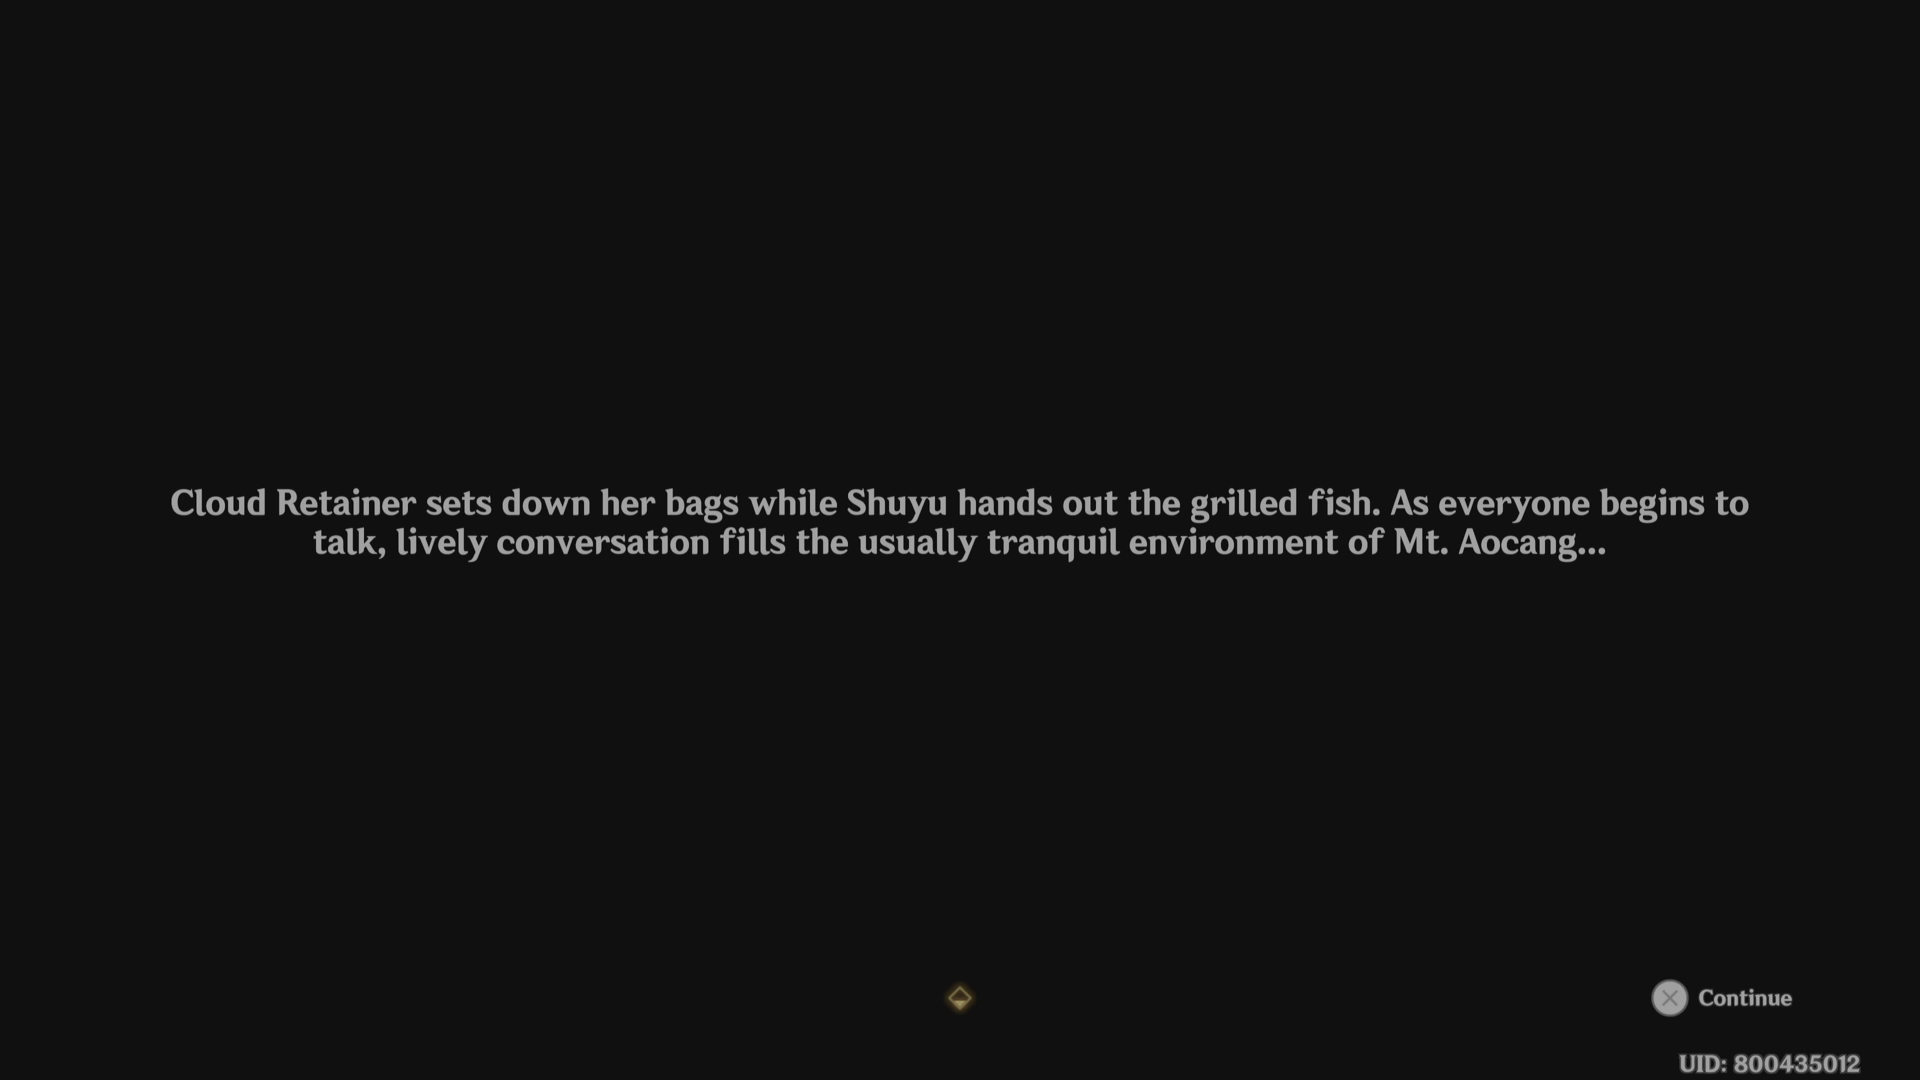 Cloud Retainer sets down her bags while Shuyu hands out the grilled fish. As everyone begins to
talk, lively conversation fills the usually tranquil environment of Mt. Aocang...
Continue
UID: 800435012